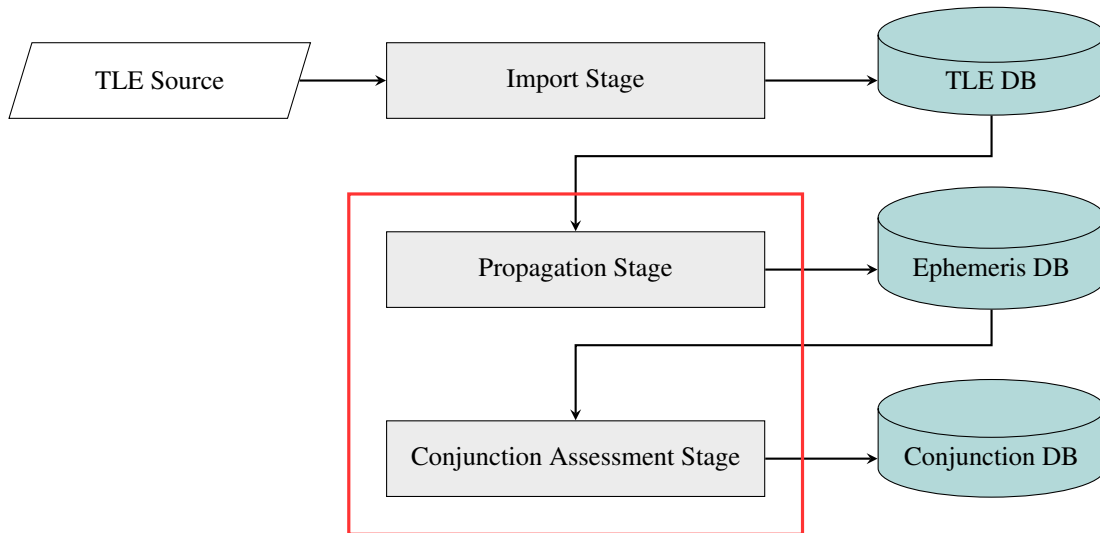 TLE Source
Import Stage
TLE DB
Propagation Stage
Ephemeris DB
Conjunction Assessment Stage
Conjunction DB